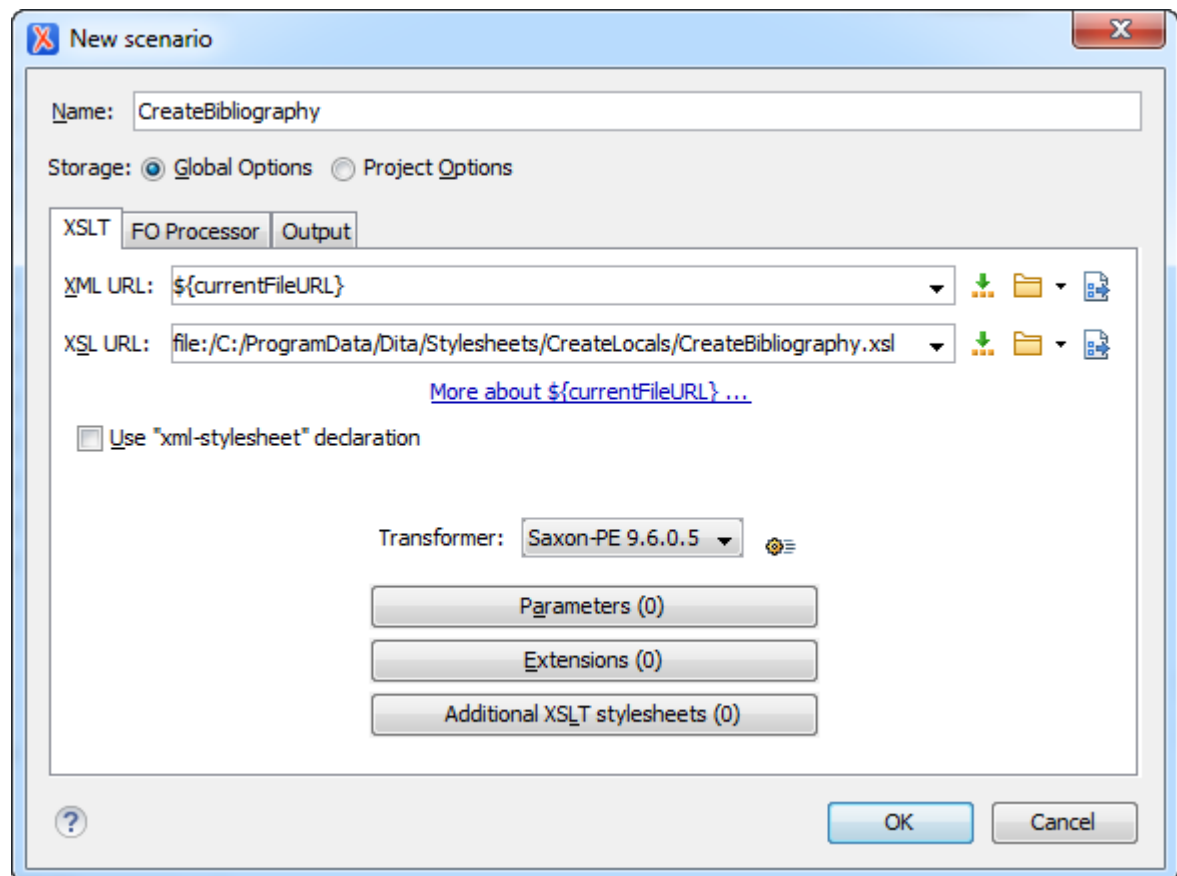 New scenario
Name: CreateBibliography
Storage: Global Options Project Options
XSLT FO Processor Output
XML URL: ${currentFileURL}
XSL URL: file:/C:/ProgramData/Dita/Stylesheets/CreateLocals/CreateBibliography.xsl
More about ${currentFileURL} ...
Use "xml-stylesheet" declaration
Transformer: Saxon-PE 9.6.0.5
Parameters (0)
Extensions (0)
Additional XSLT stylesheets (0)
? OK Cancel